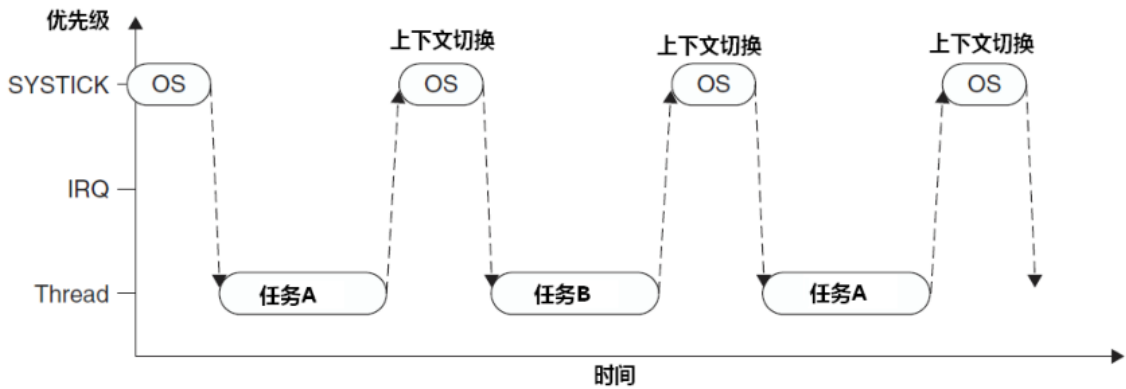 优先级
上下文切换
上下文切换
上下文切换
SYSTICK
OS
OS
OS
OS
IRQ
Thread
任务A
任务B
任务A
时间